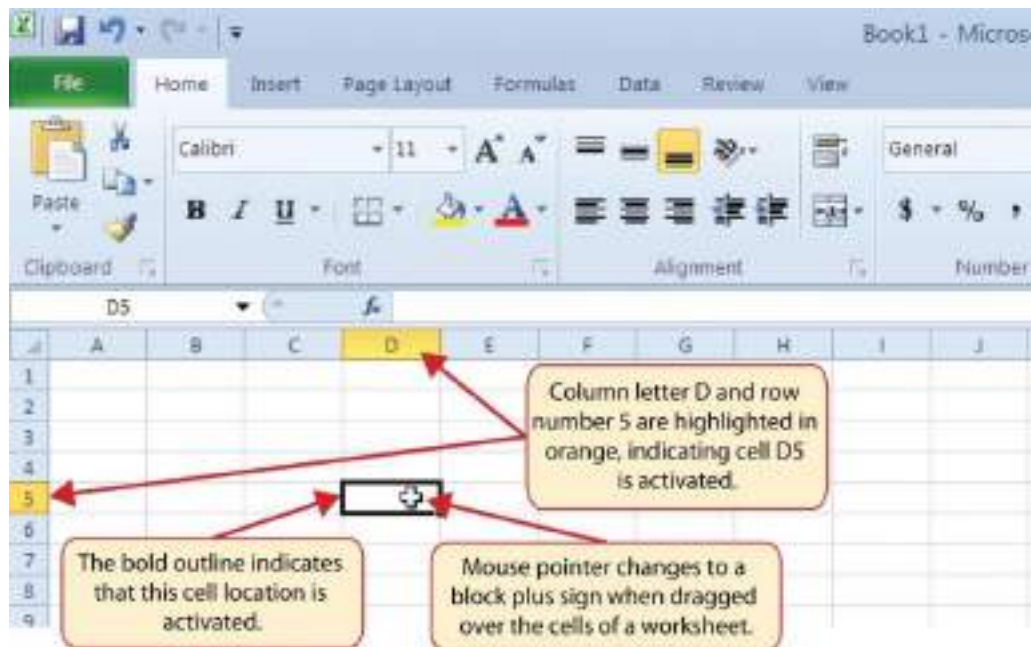 Book1 - Micros
File Home Insert Page Layout Formulas Data Review View
Calibri 11 A A General
Paste B I U A $ % ,
Clipboard Font Alignment Number
D5 fx
A B C D E F G H I J
1
2
3
4
5
6
7
8
9
Column letter D and row
number 5 are highlighted in
orange, indicating cell D5
is activated.
The bold outline indicates
that this cell location is
activated.
Mouse pointer changes to a
block plus sign when dragged
over the cells of a worksheet.